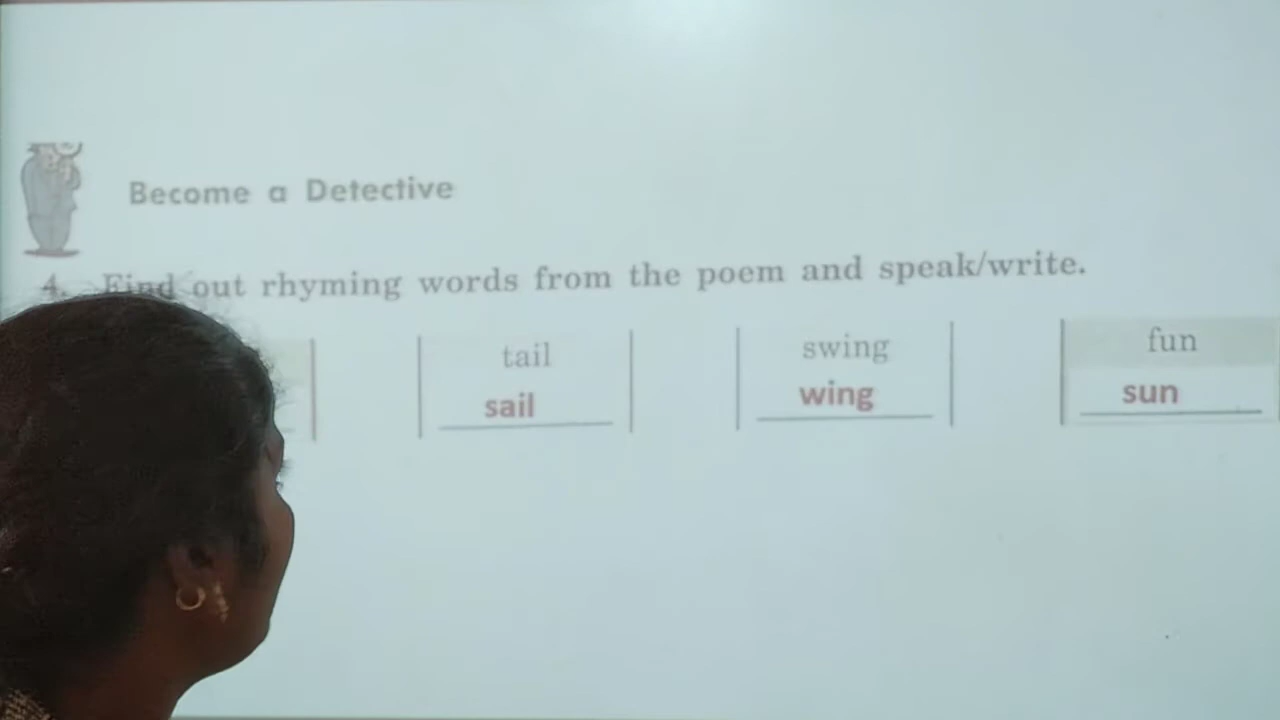 Become a Detective
4. Find out rhyming words from the poem and speak/write.
tail swing fun
sail wing sun